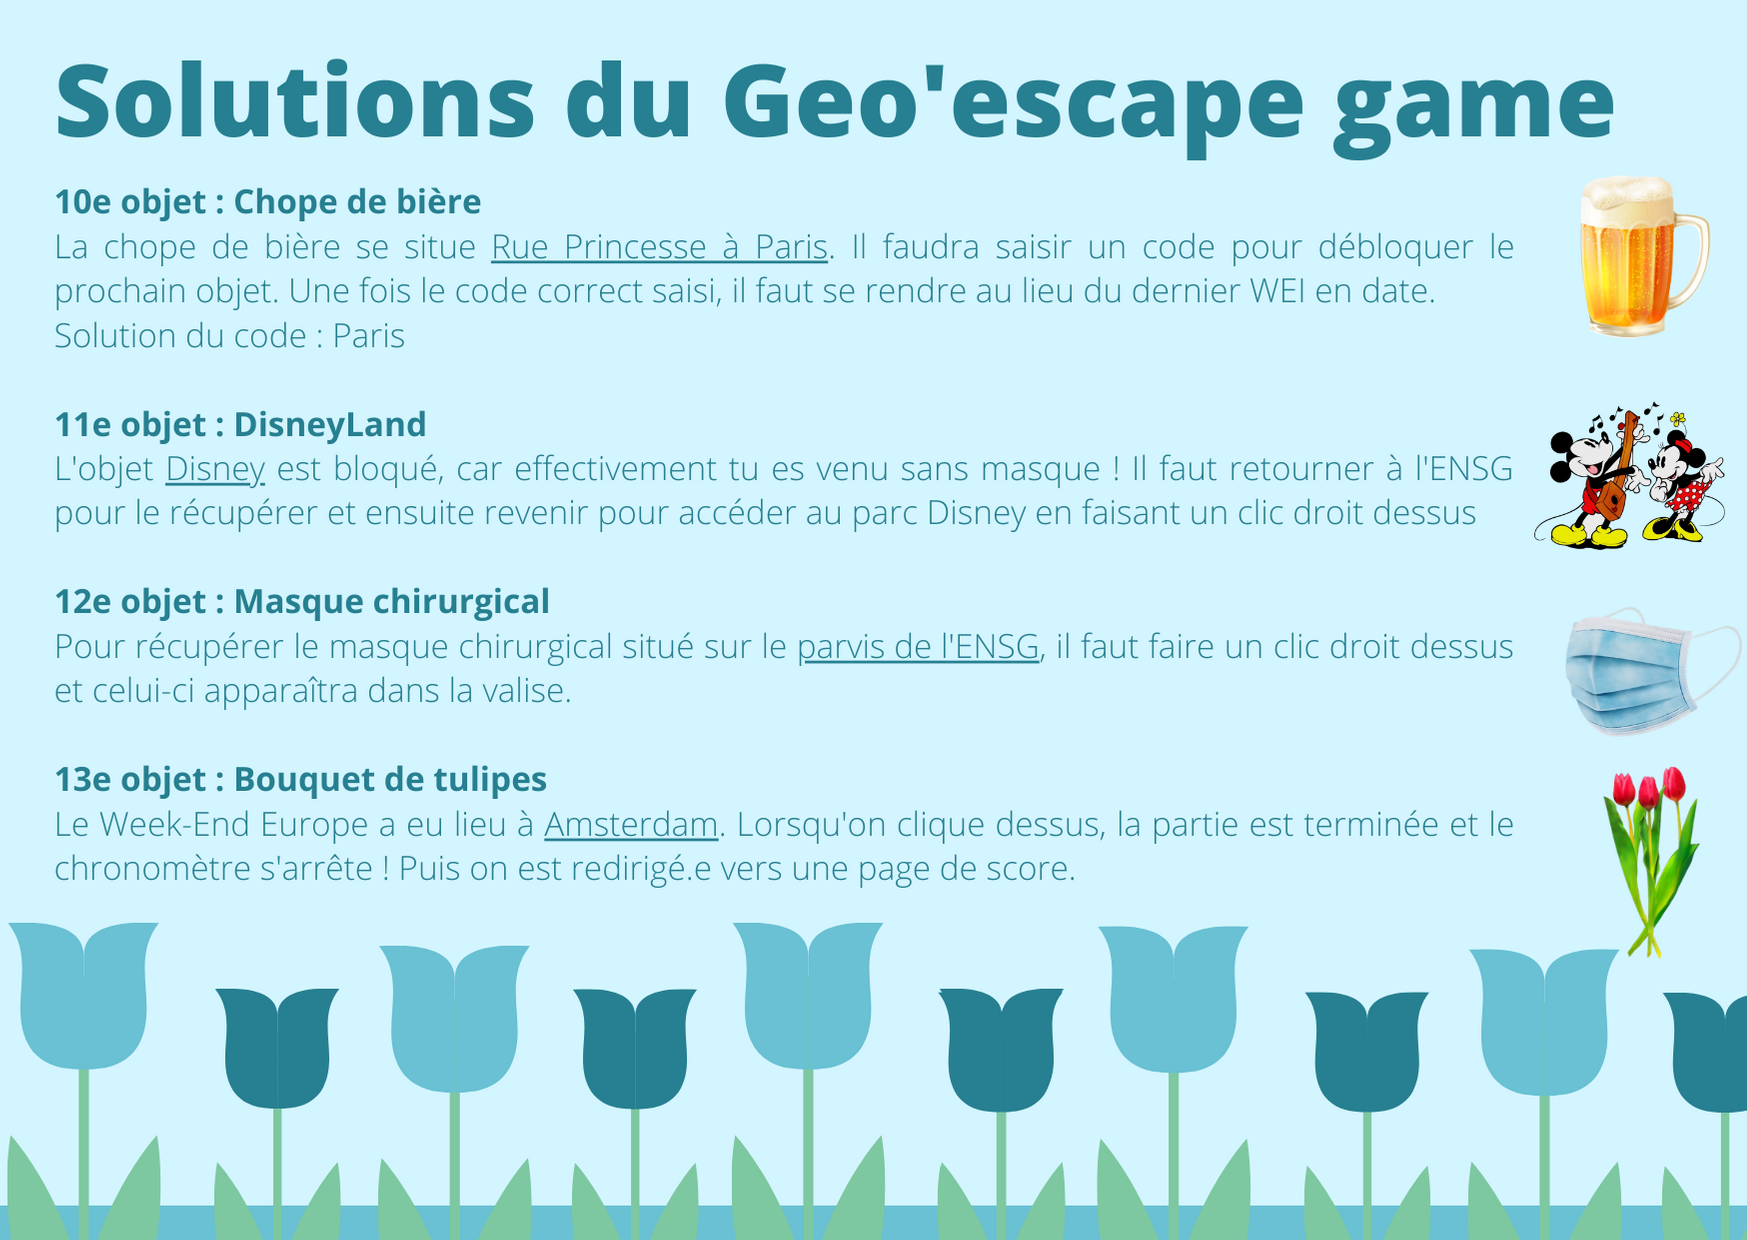 Solutions du Geo'escape game
10e objet : Chope de bière
La chope de bière se situe Rue Princesse à Paris. Il faudra saisir un code pour débloquer le
prochain objet. Une fois le code correct saisi, il faut se rendre au lieu du dernier WEI en date.
Solution du code : Paris
11e objet : DisneyLand
L'objet Disney est bloqué, car effectivement tu es venu sans masque ! Il faut retourner à l'ENSG
pour le récupérer et ensuite revenir pour accéder au parc Disney en faisant un clic droit dessus
12e objet : Masque chirurgical
Pour récupérer le masque chirurgical situé sur le parvis de l'ENSG, il faut faire un clic droit dessus
et celui-ci apparaîtra dans la valise.
13e objet : Bouquet de tulipes
Le Week-End Europe a eu lieu à Amsterdam. Lorsqu'on clique dessus, la partie est terminée et le
chronomètre s'arrête ! Puis on est redirigé.e vers une page de score.